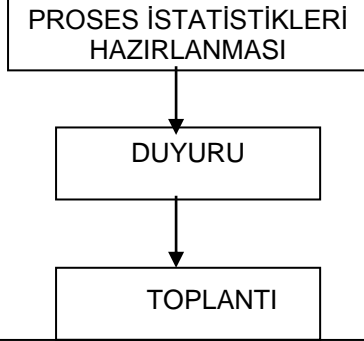 PROSES İSTATİSTİKLERİ
HAZIRLANMASI
DUYURU
TOPLANTI